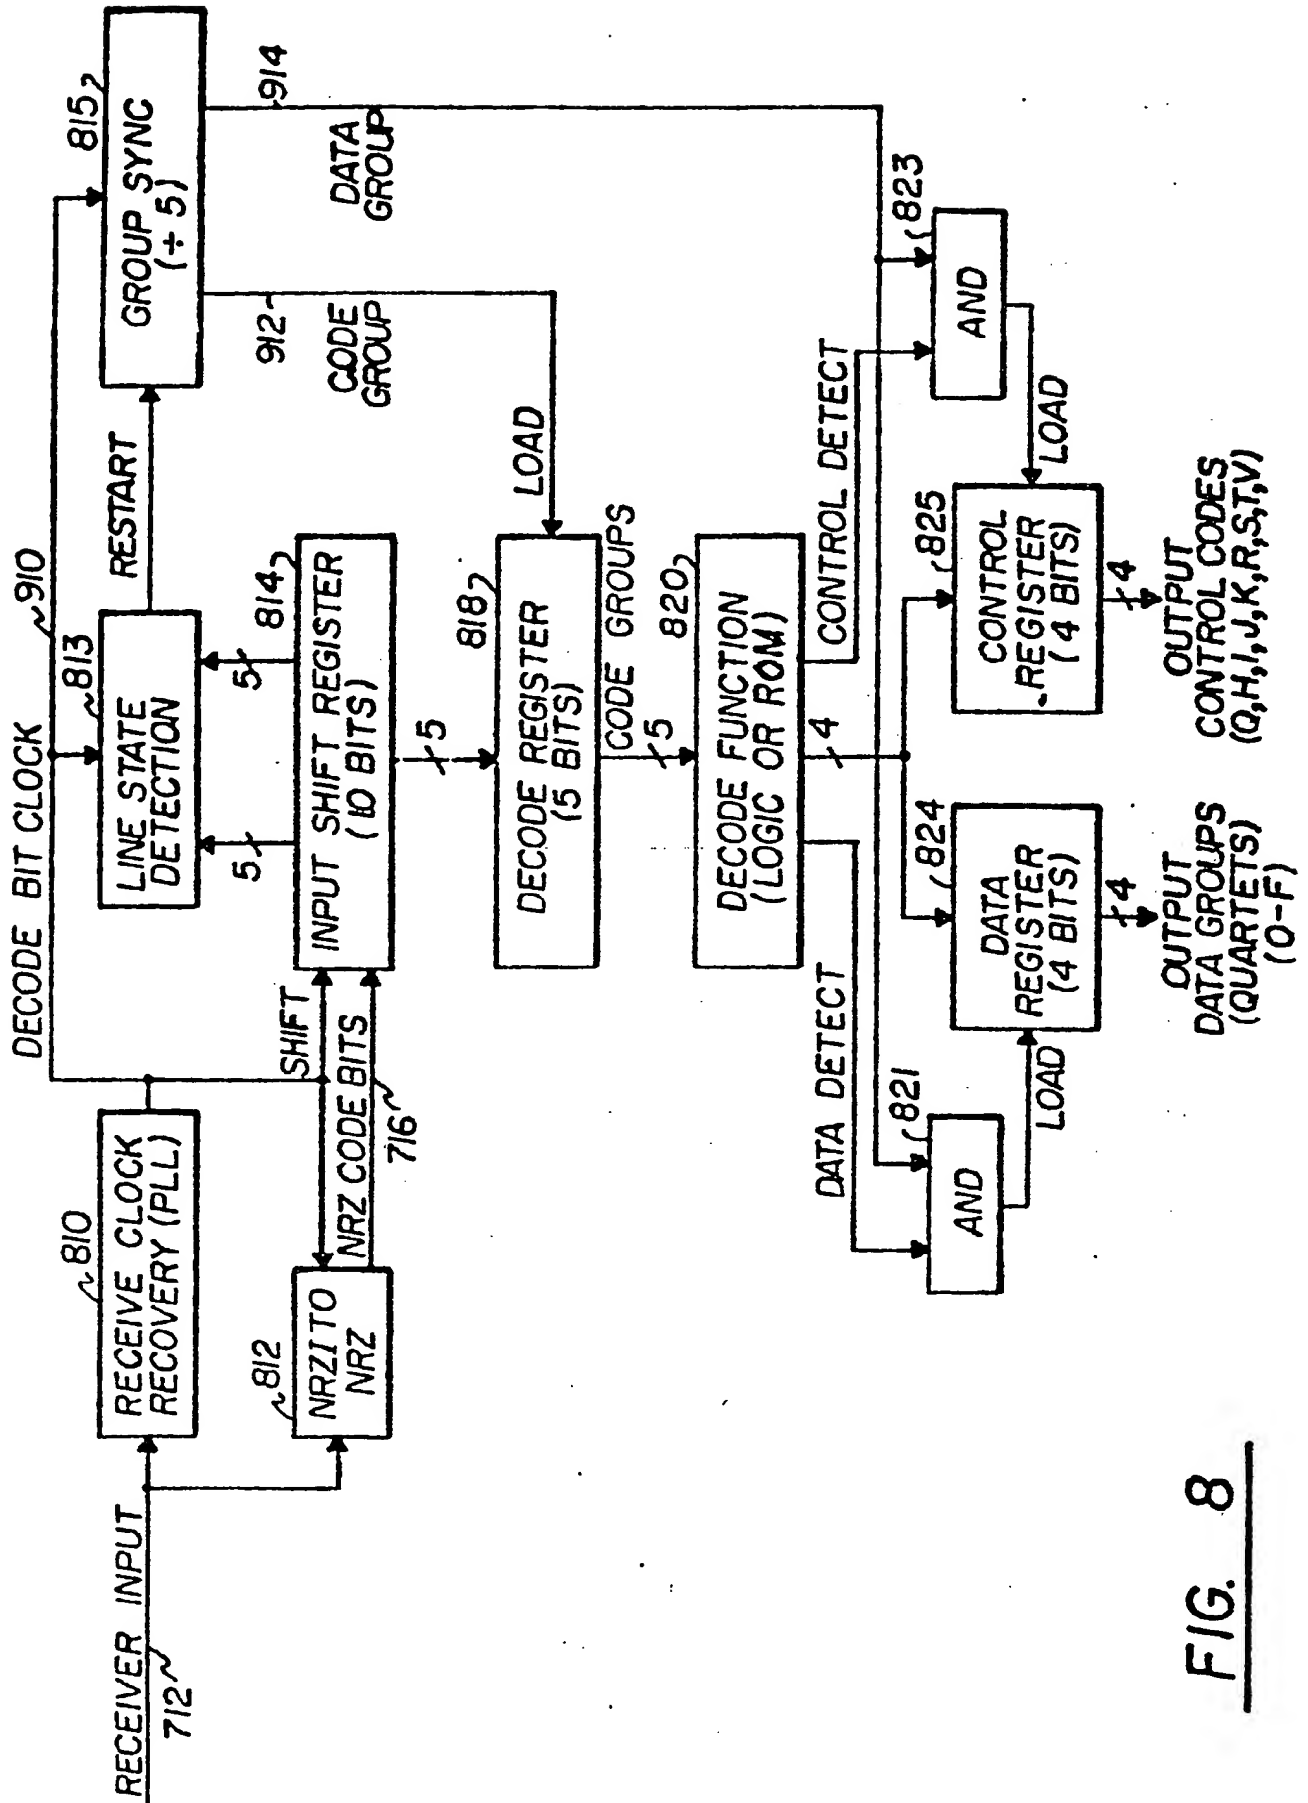 RECEIVER INPUT
712
810
RECEIVE CLOCK
RECOVERY (PLL)
812
NRZI TO
NRZ
DECODE BIT CLOCK
910
SHIFT
NRZ CODE BITS
716
813
LINE STATE
DETECTION
RESTART
815
GROUP SYNC
(÷ 5)
5
5
814
INPUT SHIFT REGISTER
(10 BITS)
912
CODE
GROUP
914
DATA
GROUP
5
LOAD
818
DECODE REGISTER
(5 BITS)
CODE GROUPS
5
820
DECODE FUNCTION
(LOGIC OR ROM)
DATA DETECT
4
CONTROL DETECT
821
AND
823
AND
LOAD
824
DATA
REGISTER
(4 BITS)
825
CONTROL
REGISTER
(4 BITS)
LOAD
4
4
OUTPUT
DATA GROUPS
(QUARTETS)
(0-F)
OUTPUT
CONTROL CODES
(Q,H,I,J,K,R,S,T,V)
FIG. 8